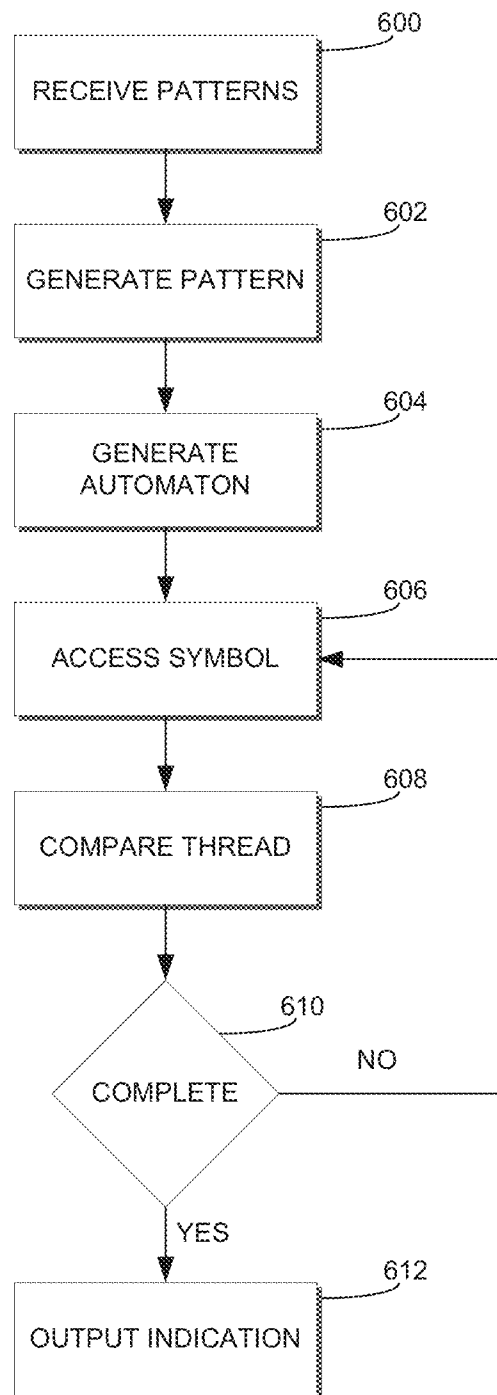 600
RECEIVE PATTERNS
602
GENERATE PATTERN
604
GENERATE
AUTOMATON
606
ACCESS SYMBOL
608
COMPARE THREAD
610
COMPLETE
NO
YES
612
OUTPUT INDICATION